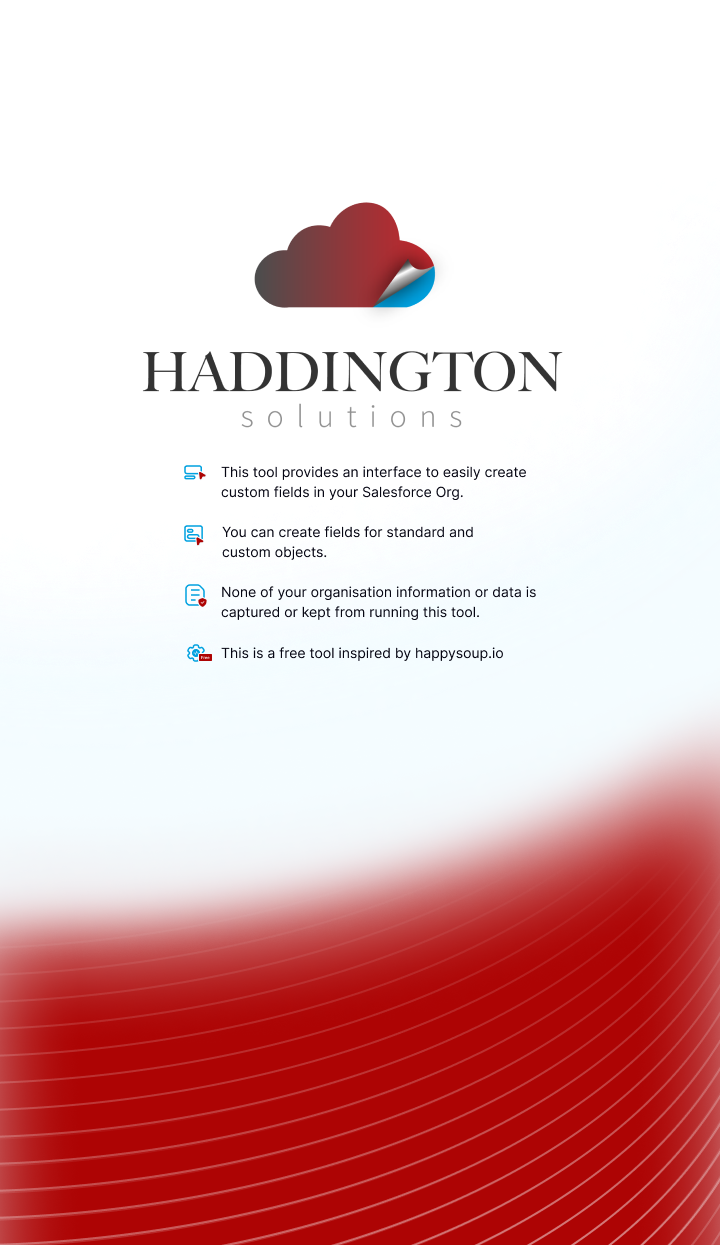 HADDINGTON
solutions
This tool provides an interface to easily create
custom fields in your Salesforce Org.
You can create fields for standard and
custom objects.
None of your organisation information or data is
captured or kept from running this tool.
Free
This is a free tool inspired by happysoup.io